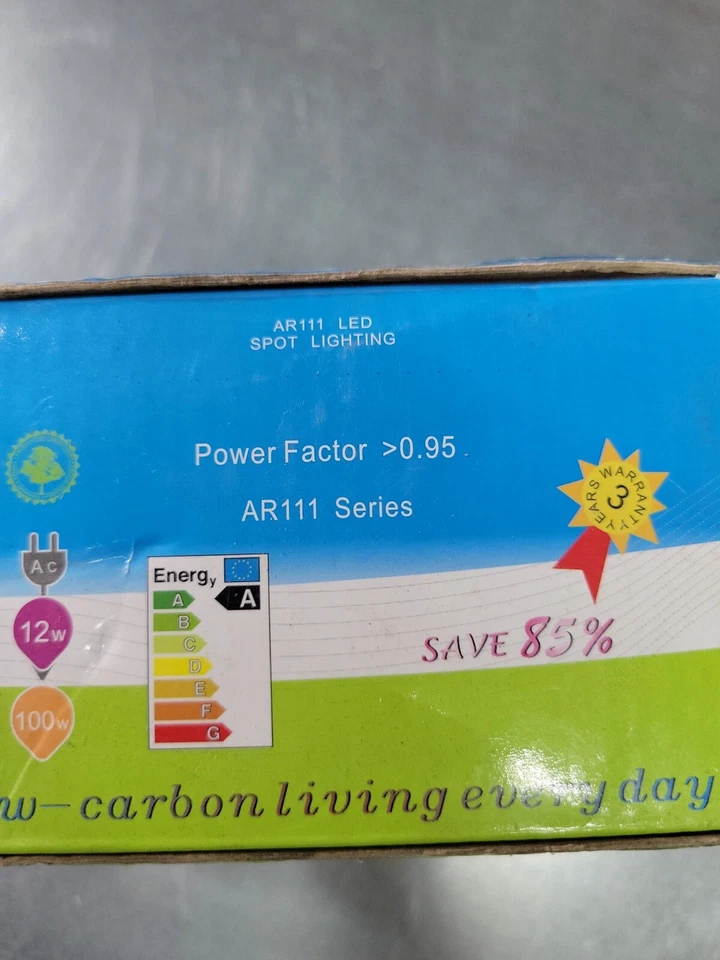 AR111 LED
SPOT LIGHTING
Power Factor >0.95
AR111 Series
3 YEARS WARRANTY
Ac
12w
100w
Energy
A
A
B
C
D
E
F
G
SAVE 85%
w-carbon living every day